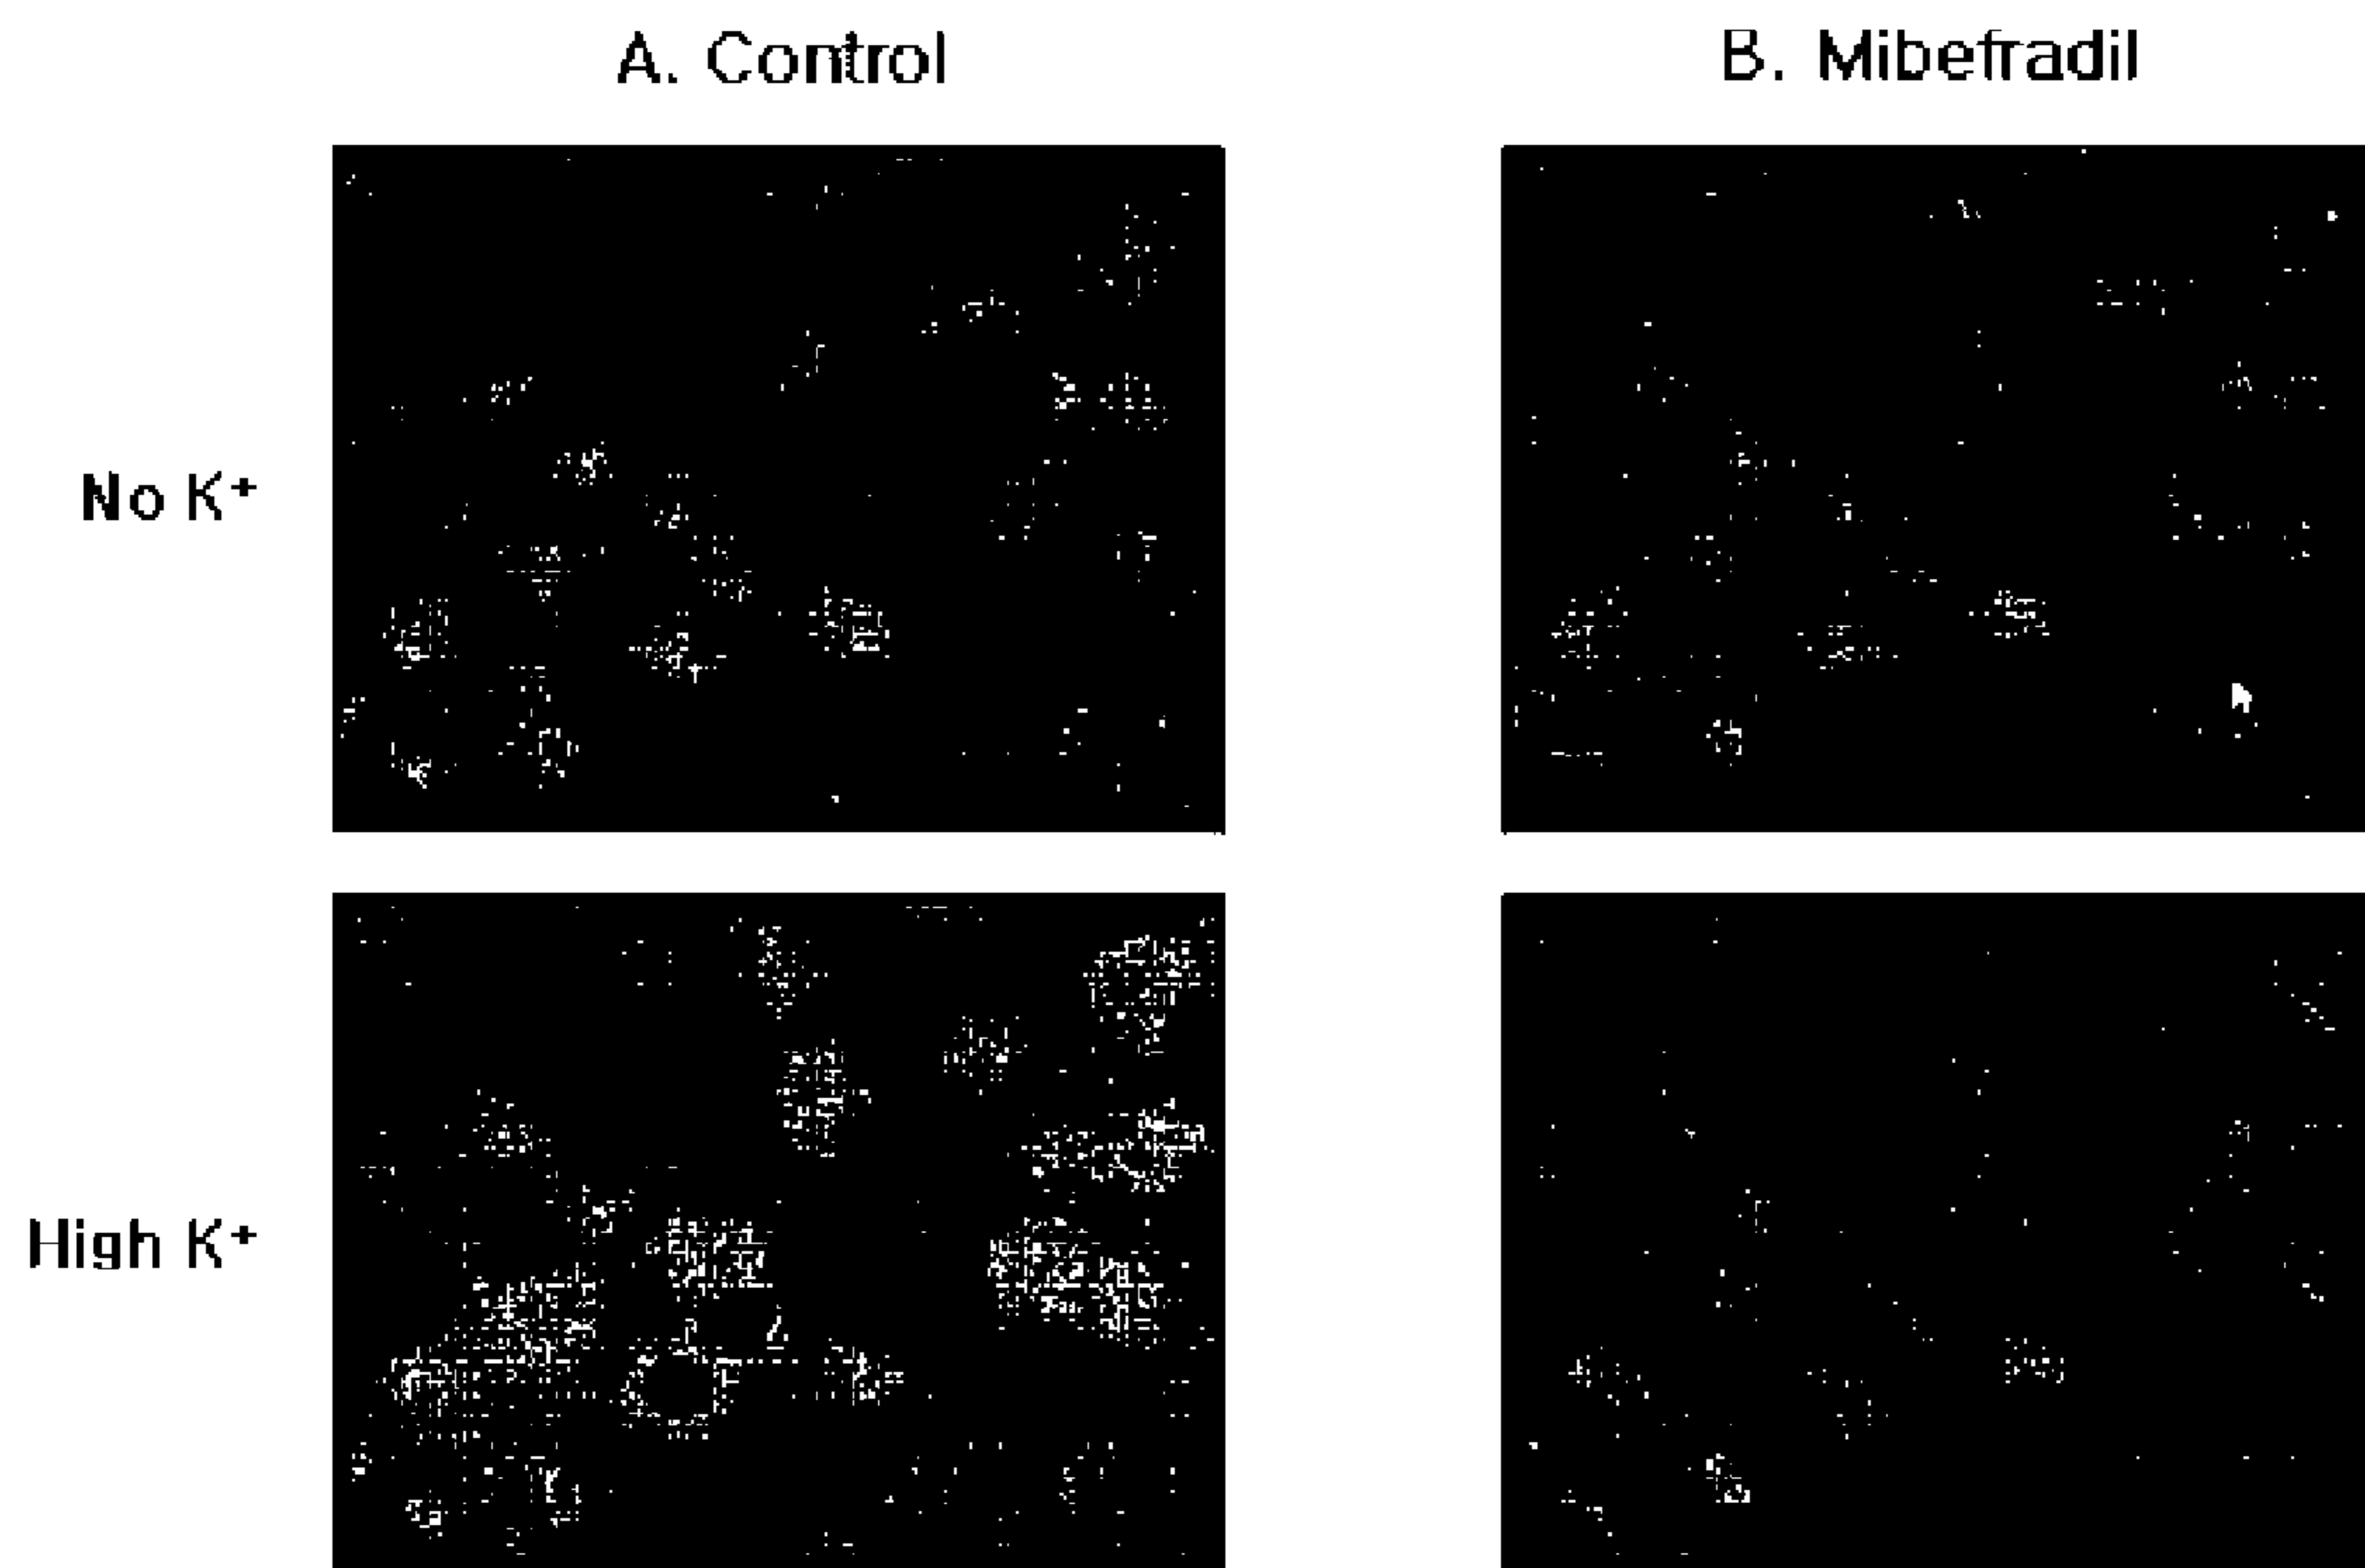 A. Control
B. Mibefradil
No K⁺
High K⁺